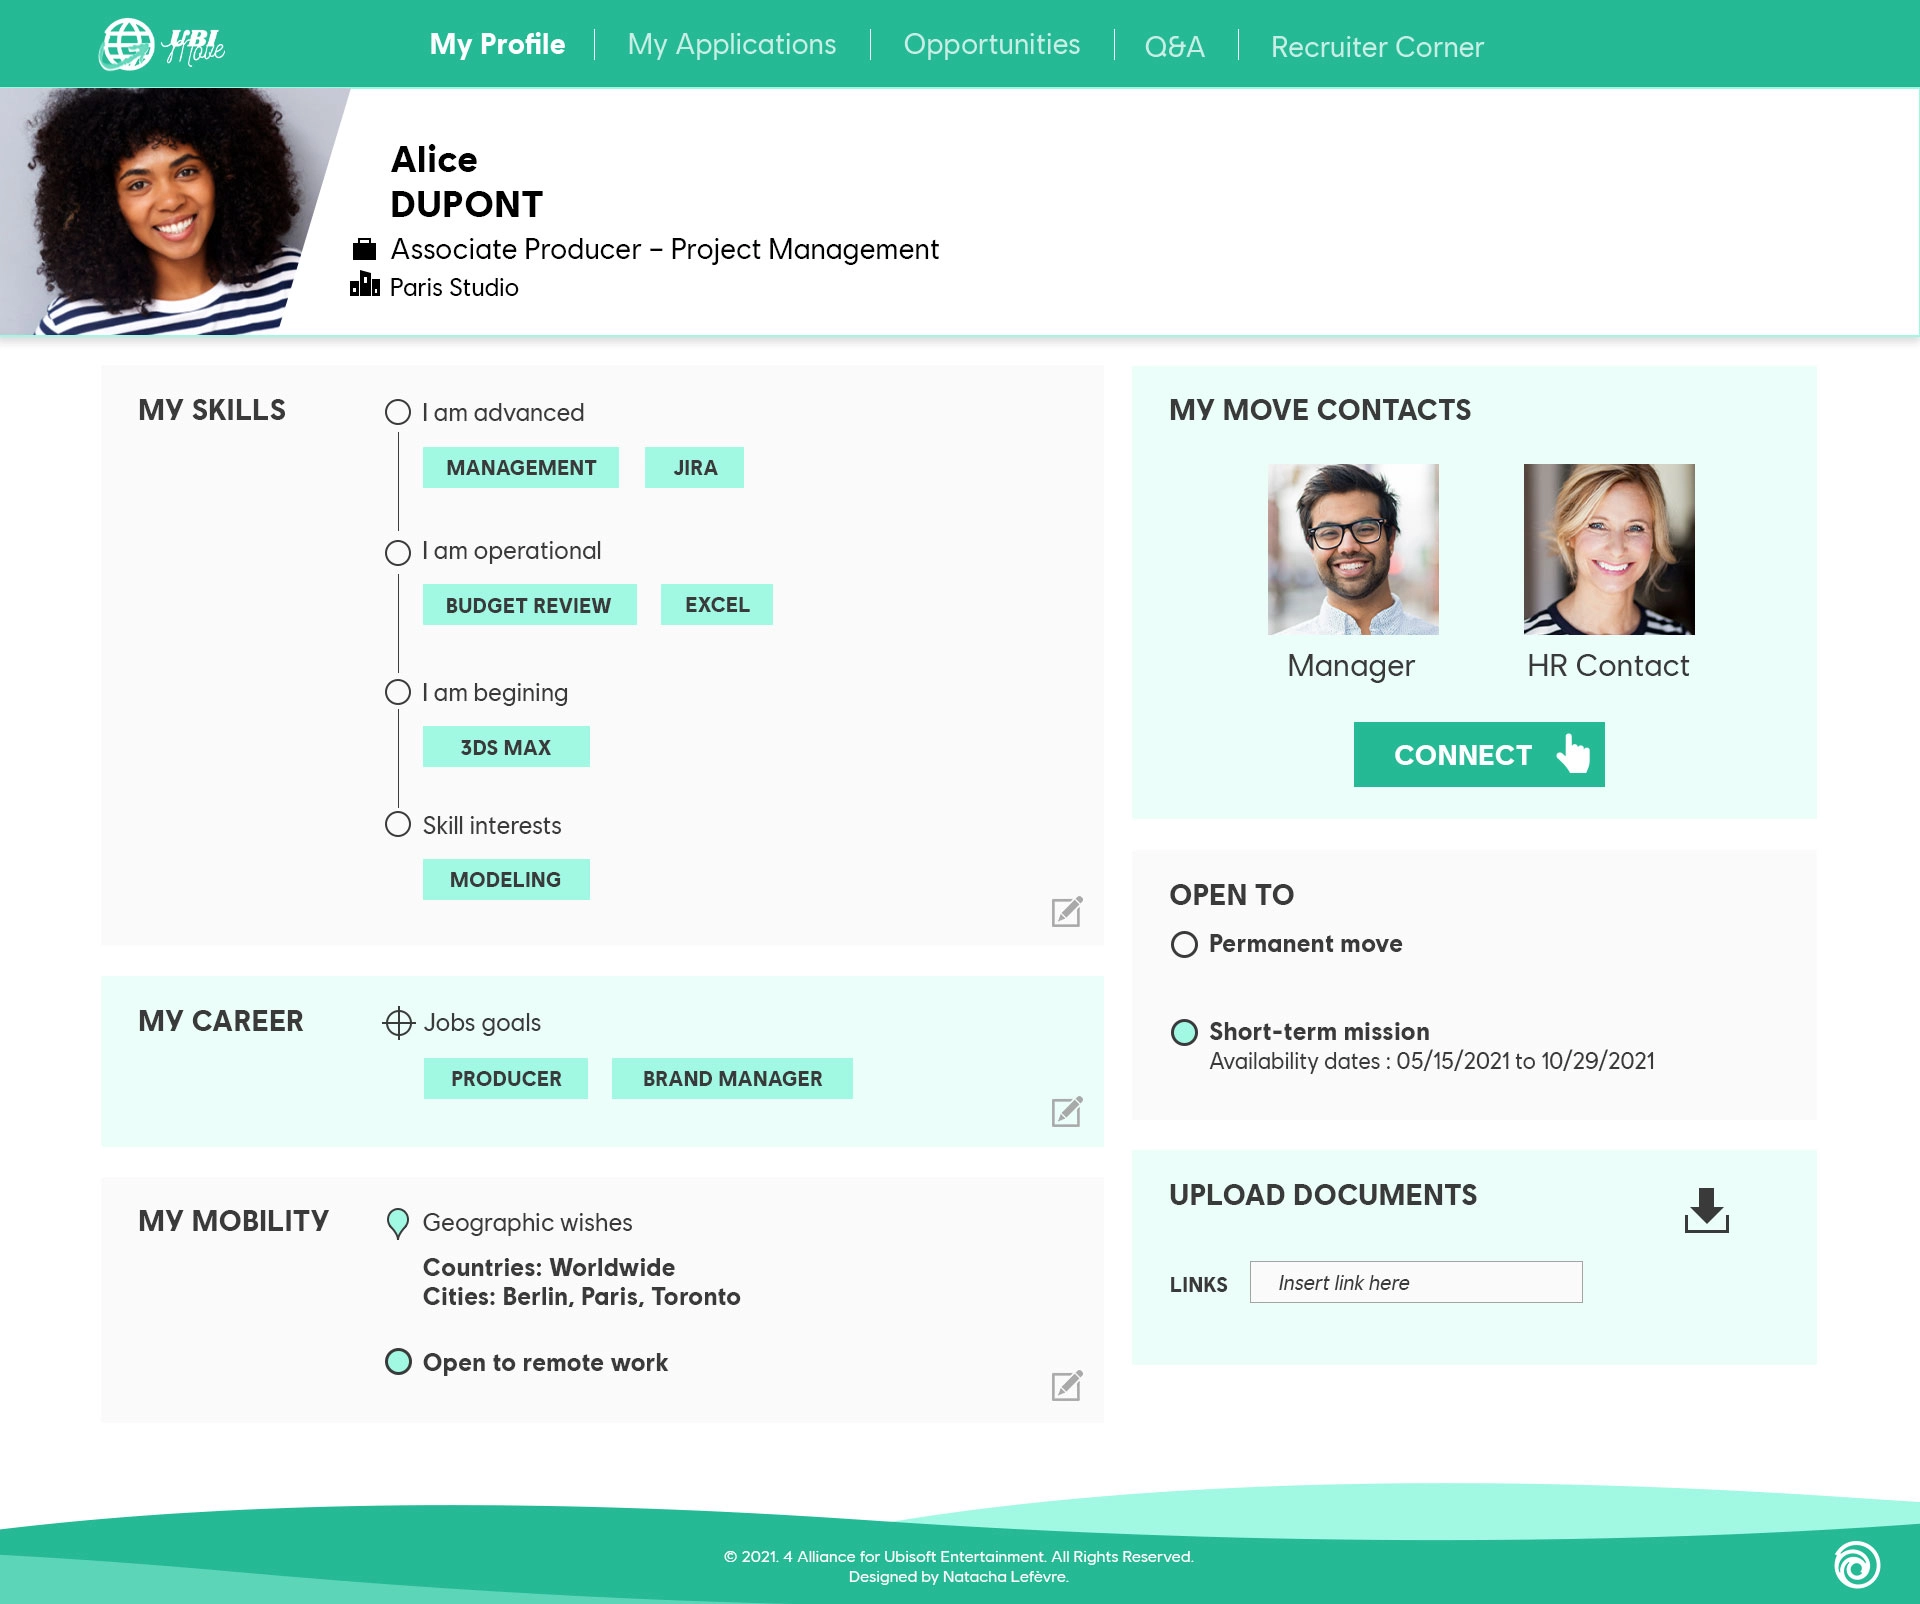 UBI
Move
My Profile
My Applications
Opportunities
Q&A
Recruiter Corner
Alice
DUPONT
Associate Producer – Project Management
Paris Studio
MY SKILLS
I am advanced
MANAGEMENT
JIRA
I am operational
BUDGET REVIEW
EXCEL
I am begining
3DS MAX
Skill interests
MODELING
MY CAREER
Jobs goals
PRODUCER
BRAND MANAGER
MY MOBILITY
Geographic wishes
Countries: Worldwide
Cities: Berlin, Paris, Toronto
Open to remote work
MY MOVE CONTACTS
Manager
HR Contact
CONNECT
OPEN TO
Permanent move
Short-term mission
Availability dates : 05/15/2021 to 10/29/2021
UPLOAD DOCUMENTS
LINKS
Insert link here
© 2021. 4 Alliance for Ubisoft Entertainment. All Rights Reserved.
Designed by Natacha Lefèvre.